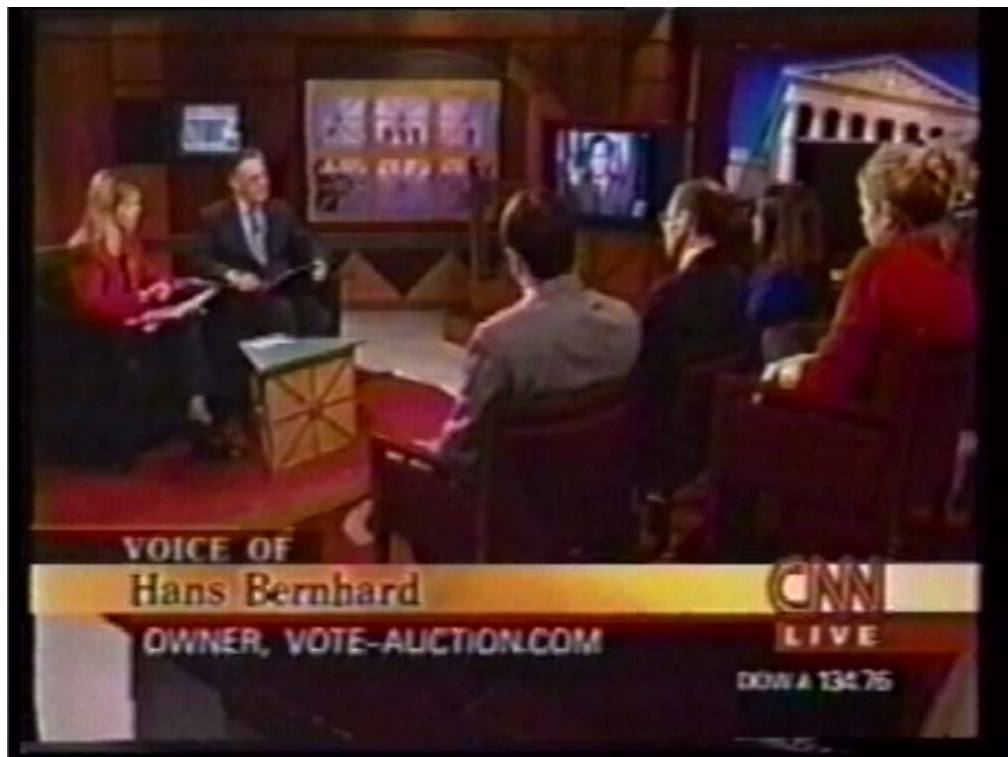 VOICE OF
Hans Bernhard
OWNER, VOTE-AUCTION.COM
CNN
LIVE
DOW ▲ 134.76